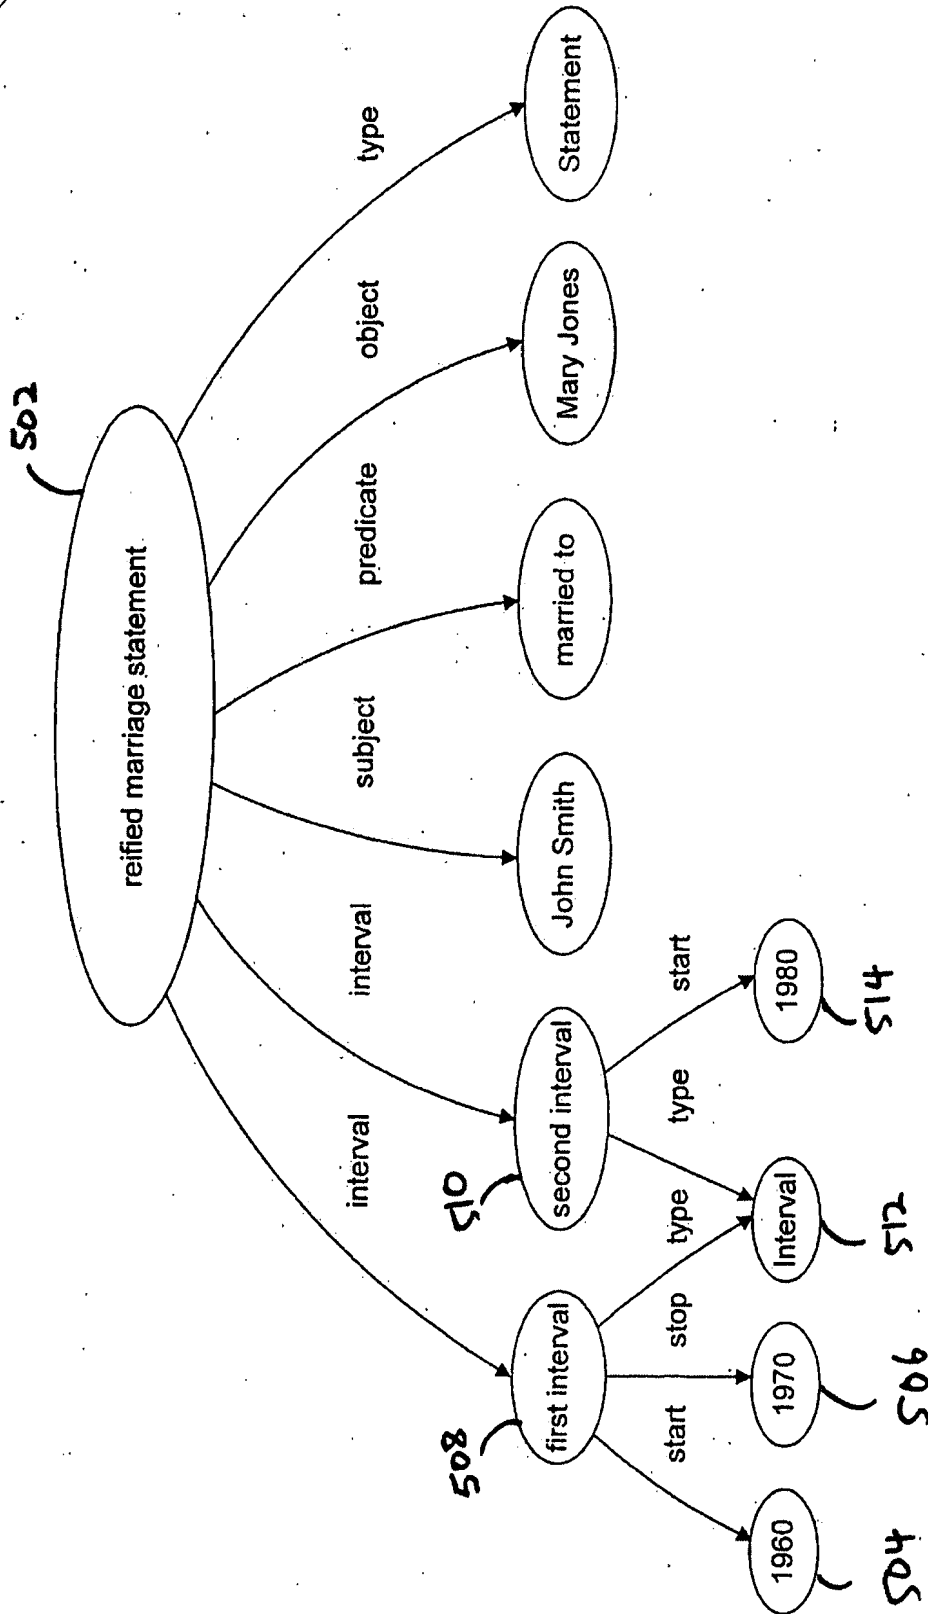 502
reified marriage statement
interval
interval
subject
predicate
object
type
508
first interval
510
second interval
John Smith
married to
Mary Jones
Statement
start
stop
type
type
start
1960
1970
Interval
1980
504
506
512
514